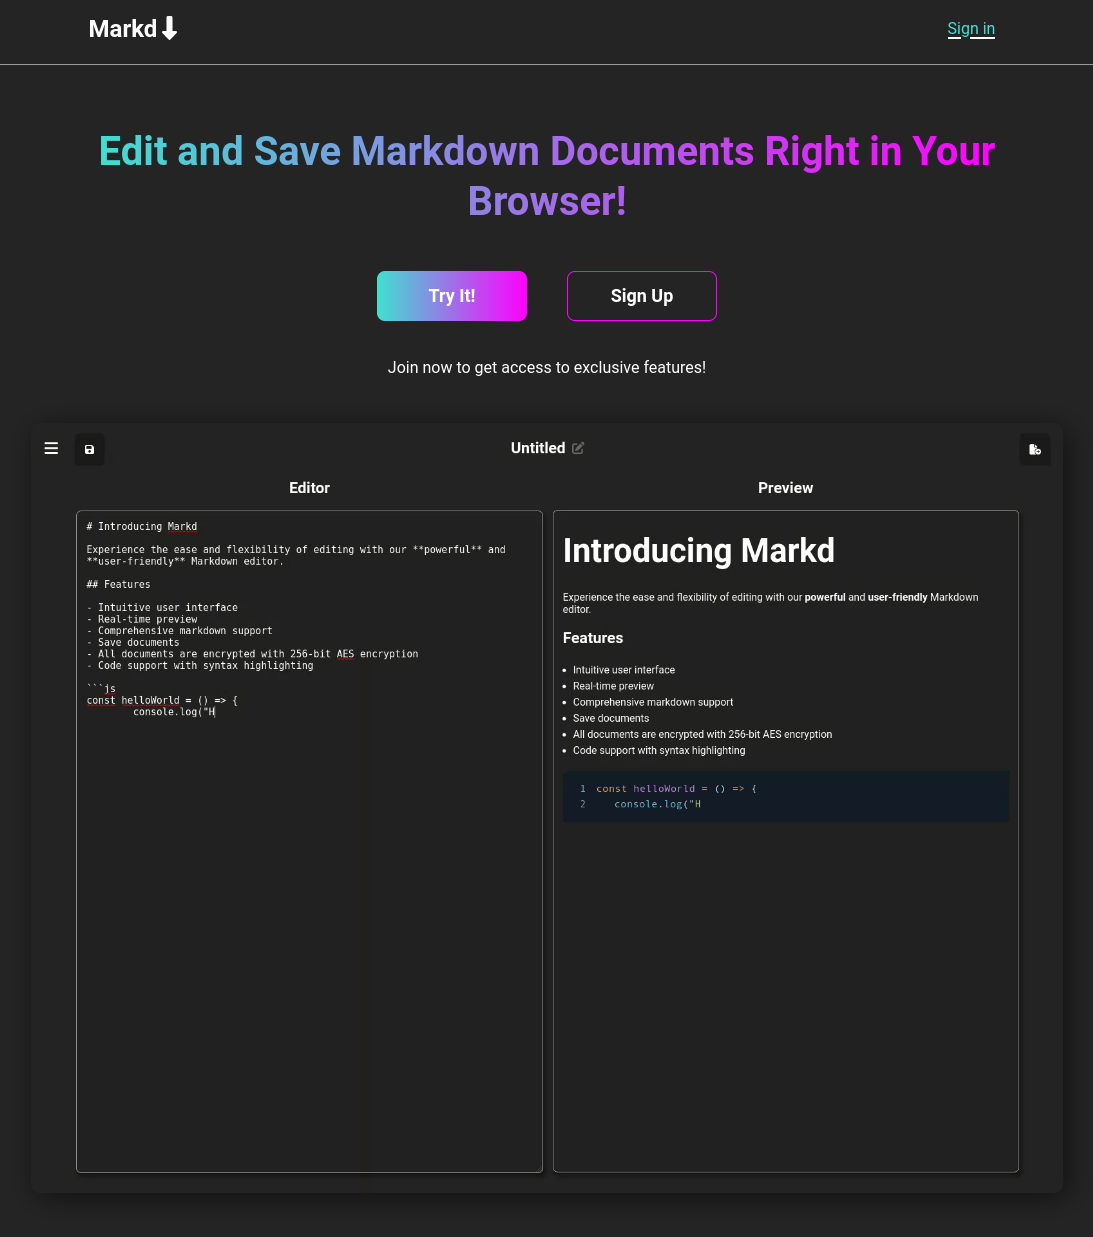 Markd
Sign in
Edit and Save Markdown Documents Right in Your
Browser!
Try It!
Sign Up
Join now to get access to exclusive features!
Untitled
Editor
# Introducing Markd
Experience the ease and flexibility of editing with our **powerful** and
**user-friendly** Markdown editor.
## Features
- Intuitive user interface
- Real-time preview
- Comprehensive markdown support
- Save documents
- All documents are encrypted with 256-bit AES encryption
- Code support with syntax highlighting
```js
const helloWorld = () => {
console.log("H
Preview
Introducing Markd
Experience the ease and flexibility of editing with our powerful and user-friendly Markdown
editor.
Features
• Intuitive user interface
• Real-time preview
• Comprehensive markdown support
• Save documents
• All documents are encrypted with 256-bit AES encryption
• Code support with syntax highlighting
1 const helloWorld = () => {
2 console.log("H